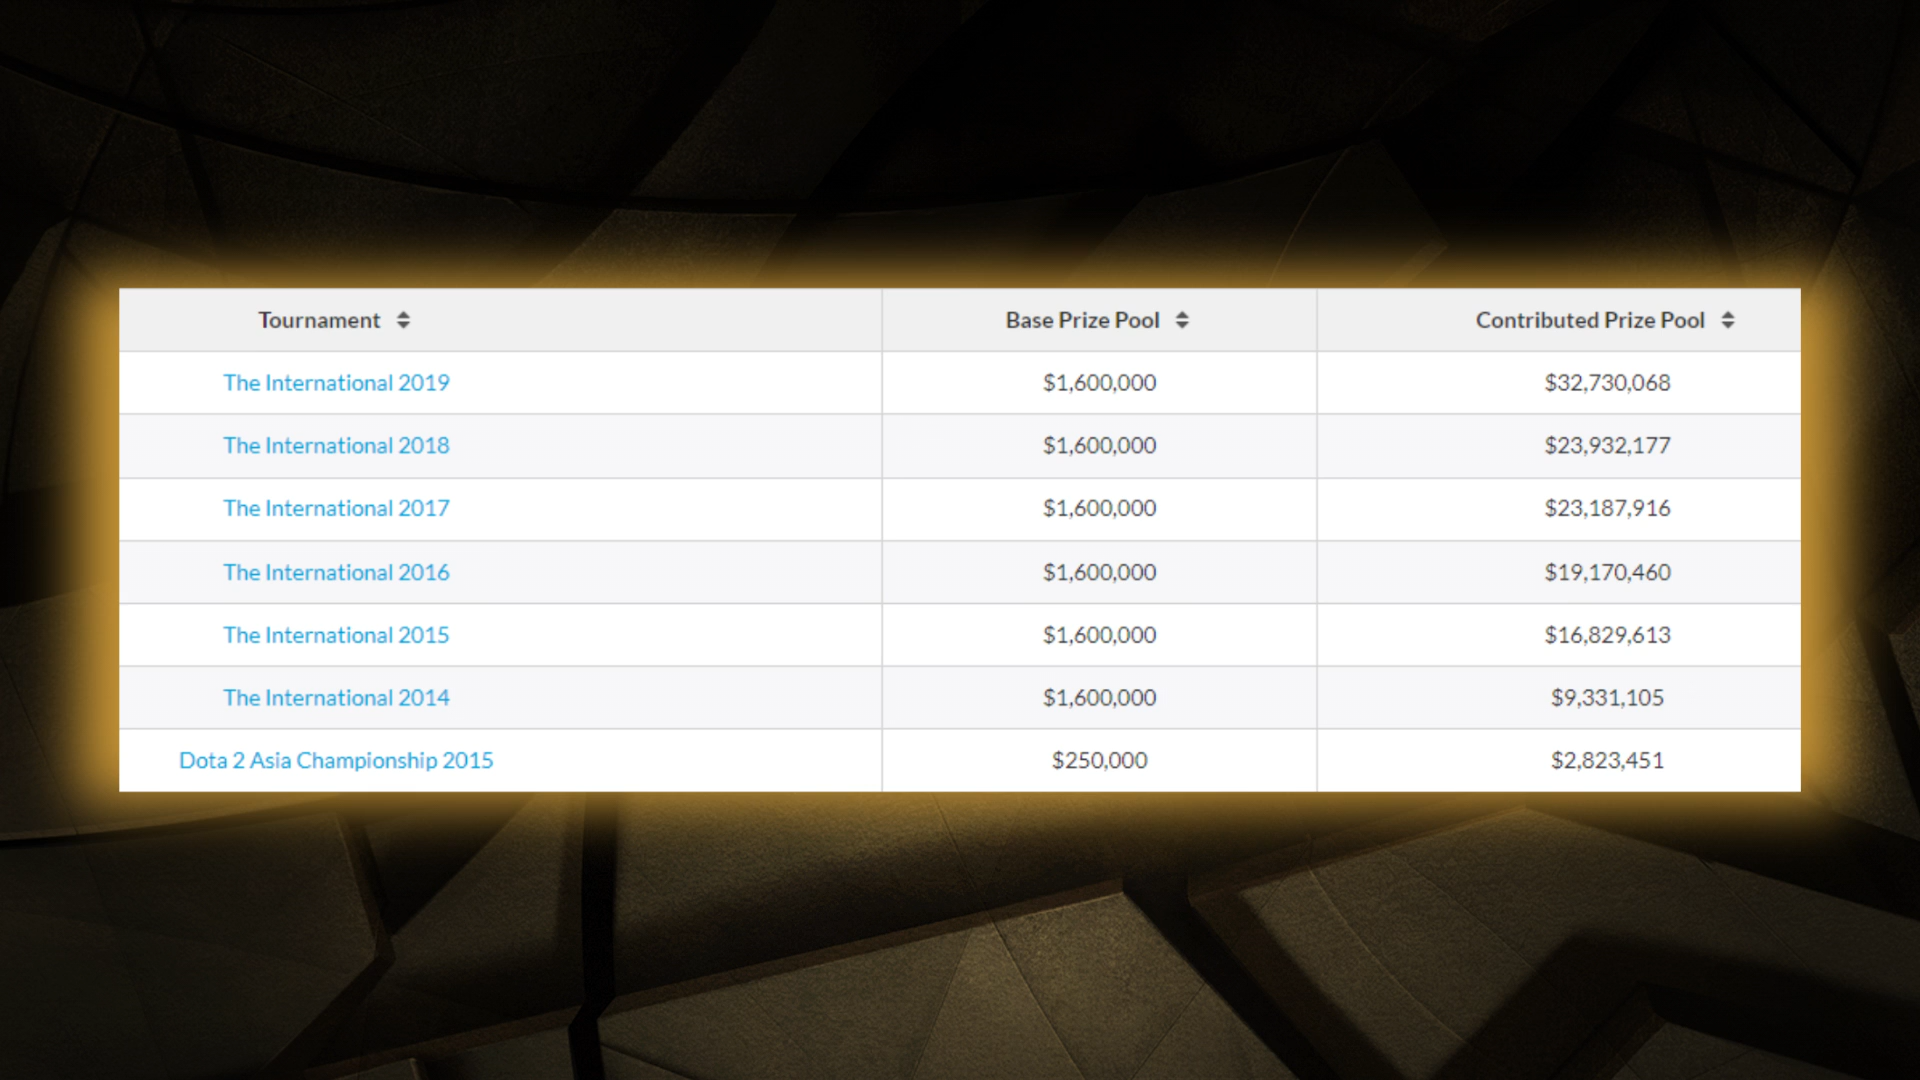 Tournament Base Prize Pool Contributed Prize Pool
The International 2019 $1,600,000 $32,730,068
The International 2018 $1,600,000 $23,932,177
The International 2017 $1,600,000 $23,187,916
The International 2016 $1,600,000 $19,170,460
The International 2015 $1,600,000 $16,829,613
The International 2014 $1,600,000 $9,331,105
Dota 2 Asia Championship 2015 $250,000 $2,823,451